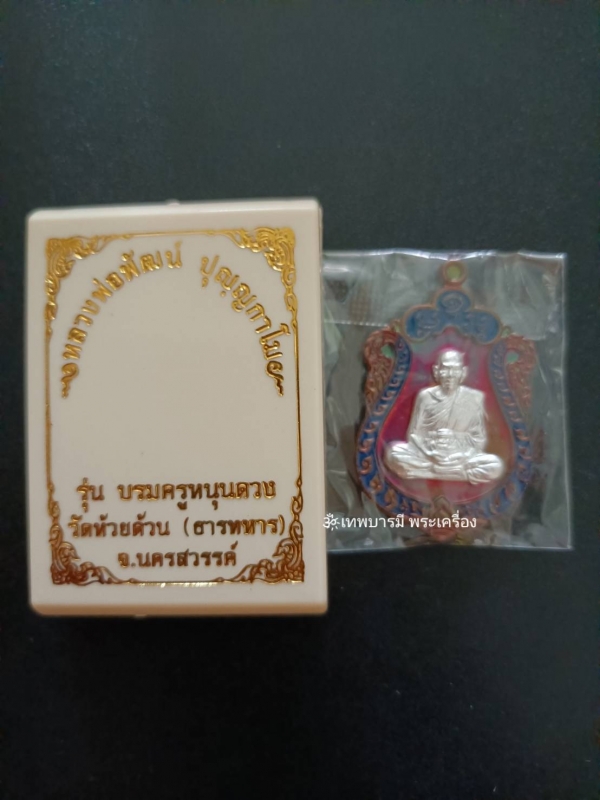 หลวงพ่อพัฒน์ ปุญฺญกาโม
รุ่น บรมครูหนุนดวง
วัดห้วยด้วน (ธารทหาร)
จ.นครสวรรค์
เทพบารมี พระเครื่อง